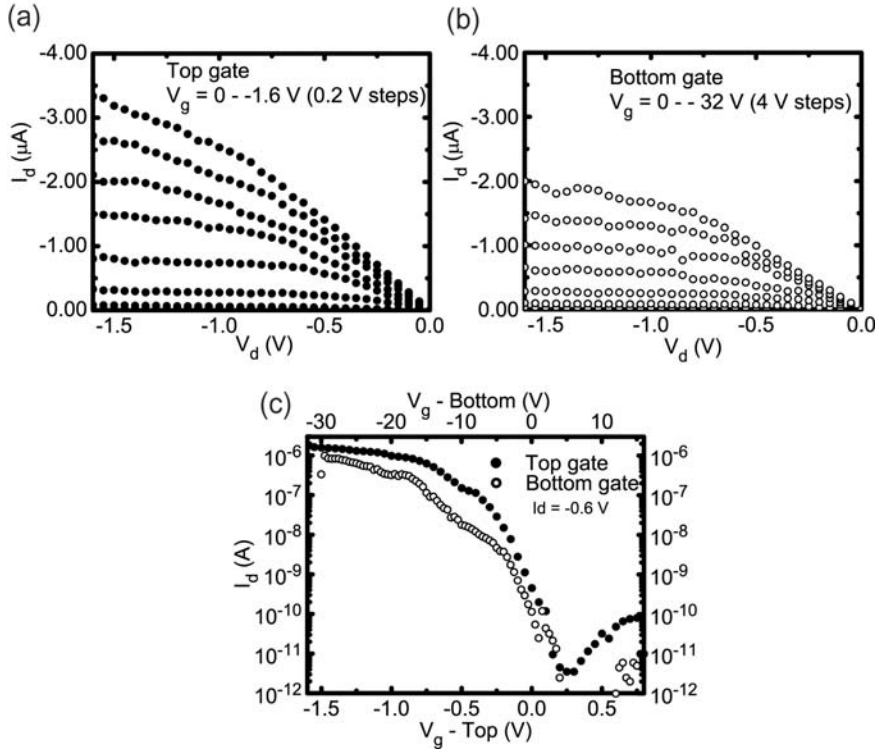 (a)
-4.00
-3.00
-2.00
-1.00
0.00
I_d (μA)
Top gate
V_g = 0 - -1.6 V (0.2 V steps)
-1.5
-1.0
-0.5
0.0
V_d (V)
(b)
-4.00
-3.00
-2.00
-1.00
0.00
I_d (μA)
Bottom gate
V_g = 0 - - 32 V (4 V steps)
-1.5
-1.0
-0.5
0.0
V_d (V)
(c)
V_g - Bottom (V)
-30
-20
-10
0
10
Top gate
Bottom gate
Id = -0.6 V
I_d (A)
10^-6
10^-7
10^-8
10^-9
10^-10
10^-11
10^-12
10^-6
10^-7
10^-8
10^-9
10^-10
10^-11
10^-12
-1.5
-1.0
-0.5
0.0
0.5
V_g - Top (V)